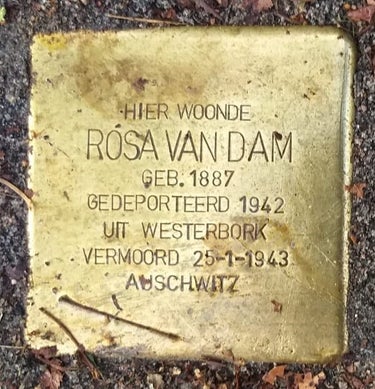 HIER WOONDE
ROSA VAN DAM
GEB. 1887
GEDEPORTEERD 1942
UIT WESTERBORK
VERMOORD 25-1-1943
AUSCHWITZ